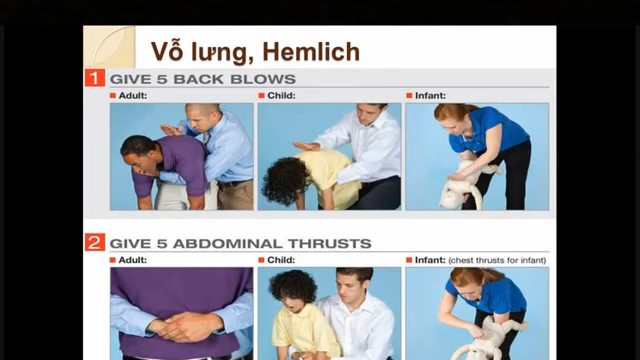 Vỗ lưng, Hemlich
1 GIVE 5 BACK BLOWS
Adult:
Child:
Infant:
2 GIVE 5 ABDOMINAL THRUSTS
Adult:
Child:
Infant: (chest thrusts for infant)